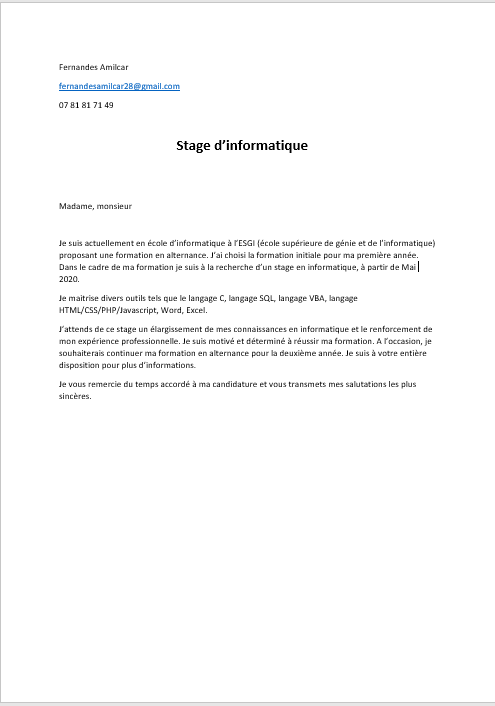 Fernandes Amilcar
fernandesamilcar28@gmail.com
07 81 81 71 49
Stage d'informatique
Madame, monsieur
Je suis actuellement en école d'informatique à l'ESGI (école supérieure de génie et de l'informatique)
proposant une formation en alternance. J'ai choisi la formation initiale pour ma première année.
Dans le cadre de ma formation je suis à la recherche d'un stage en informatique, à partir de Mai
2020.
Je maitrise divers outils tels que le langage C, langage SQL, langage VBA, langage
HTML/CSS/PHP/Javascript, Word, Excel.
J'attends de ce stage un élargissement de mes connaissances en informatique et le renforcement de
mon expérience professionnelle. Je suis motivé et déterminé à réussir ma formation. A l'occasion, je
souhaiterais continuer ma formation en alternance pour la deuxième année. Je suis à votre entière
disposition pour plus d'informations.
Je vous remercie du temps accordé à ma candidature et vous transmets mes salutations les plus
sincères.